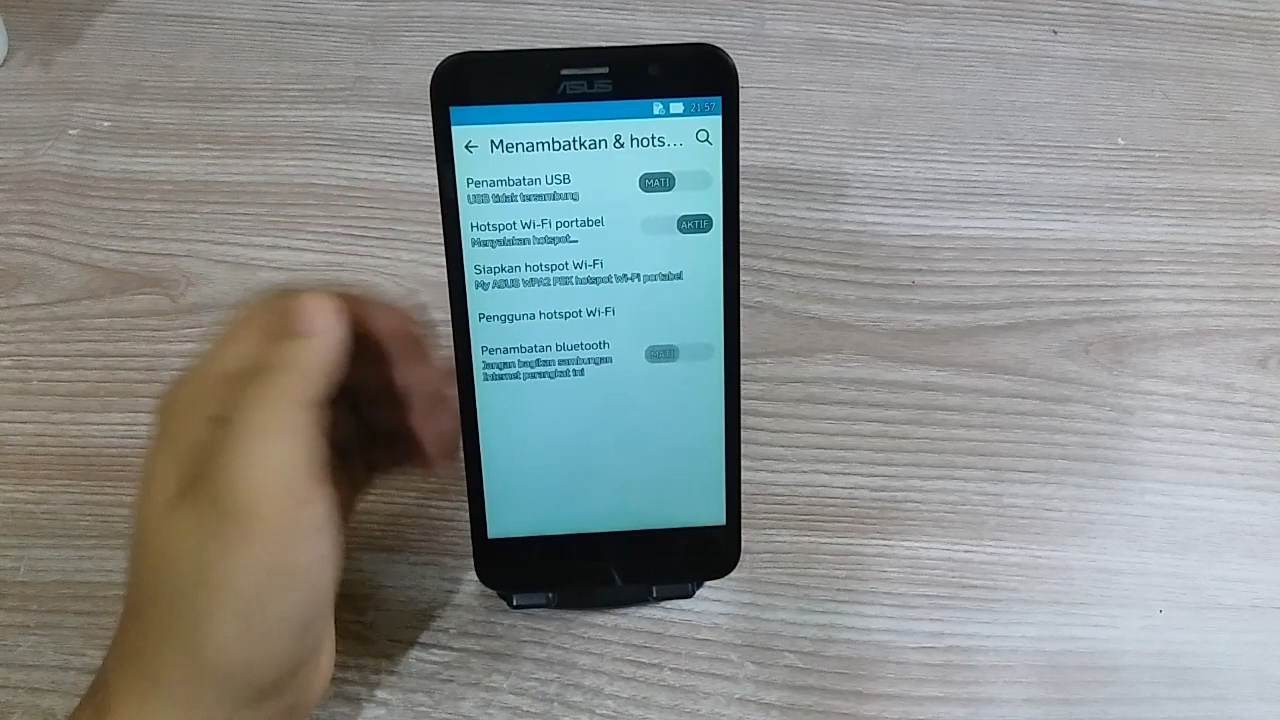 ASUS
21.57
Menambatkan & hots...
Penambatan USB
MATI
USB tidak tersambung
Hotspot Wi-Fi portabel
AKTIF
Menyalakan hotspot...
Siapkan hotspot Wi-Fi
My ASUS WPA2 PSK hotspot Wi-Fi portabel
Pengguna hotspot Wi-Fi
Penambatan bluetooth
MATI
Jangan bagikan sambungan
Internet perangkat ini